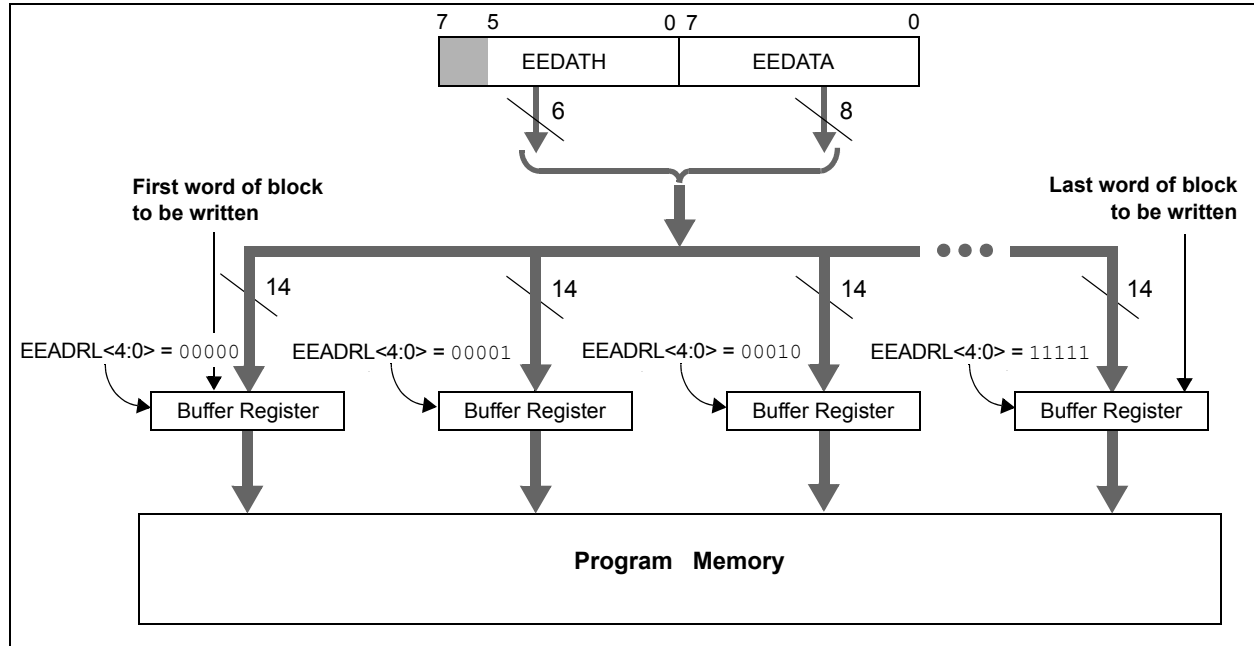 7 5 0 7 0
EEDATH EEDATA
6 8
First word of block
to be written
Last word of block
to be written
14 14 14 14
EEADRL<4:0> = 00000 EEADRL<4:0> = 00001 EEADRL<4:0> = 00010 EEADRL<4:0> = 11111
Buffer Register Buffer Register Buffer Register Buffer Register
Program Memory